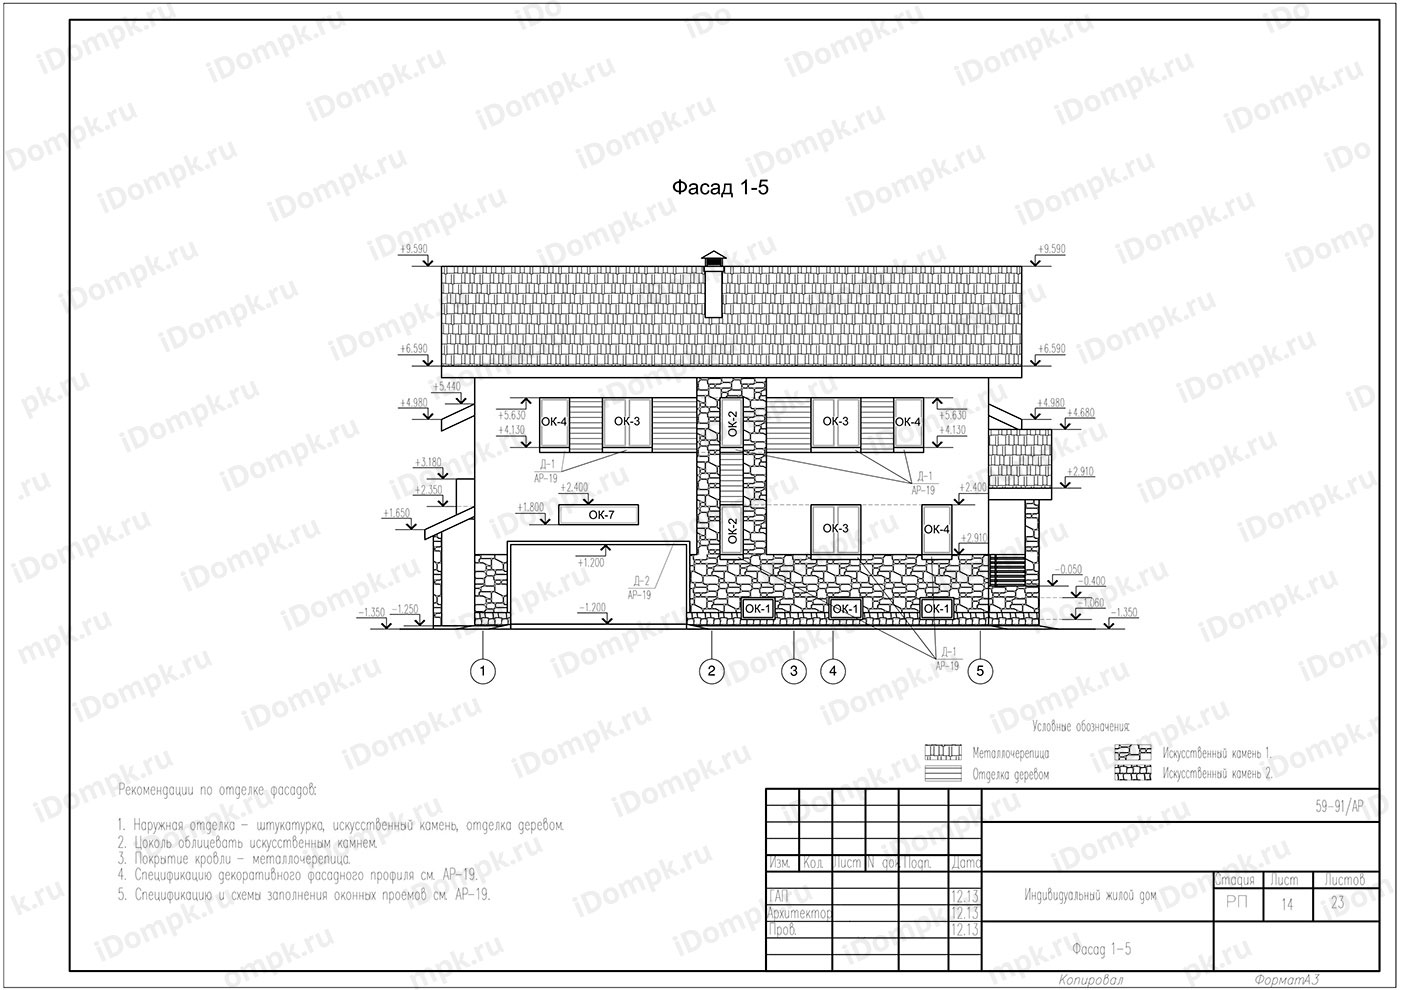 Фасад 1-5
+9.590 +9.590
+6.590 +6.590
+5.440
+4.980 +4.980
+4.680
+5.630 +5.630
+4.130 +4.130
ОК-4 ОК-3 ОК-2 ОК-3 ОК-4
Д-1 Д-1
АР-19 АР-19
+3.180 +2.910
+2.350 +2.400 +2.400
+1.650 +1.800
ОК-7 ОК-2 ОК-3 ОК-4
+2.910
+1.200
Д-2
АР-19
-0.050
-0.400
-1.060
-1.350 -1.250 -1.200 -1.350
ОК-1 ОК-1 ОК-1
Д-1
АР-19
1 2 3 4 5
Условные обозначения:
Металлочерепица Искусственный камень 1.
Отделка деревом Искусственный камень 2.
Рекомендации по отделке фасадов:
1. Наружная отделка – штукатурка, искусственный камень, отделка деревом.
2. Цоколь облицевать искусственным камнем.
3. Покрытие кровли – металлочерепица.
4. Спецификацию декоративного фасадного профиля см. АР-19.
5. Спецификацию и схемы заполнения оконных проемов см. АР-19.
59-91/АР
Изм. Кол. Лист N док Подп. Дата
ГАП 12.13
Архитектор 12.13
Пров. 12.13
Индивидуальный жилой дом
Стадия Лист Листов
РП 14 23
Фасад 1-5
Копировал ФорматА3
iDompk.ru